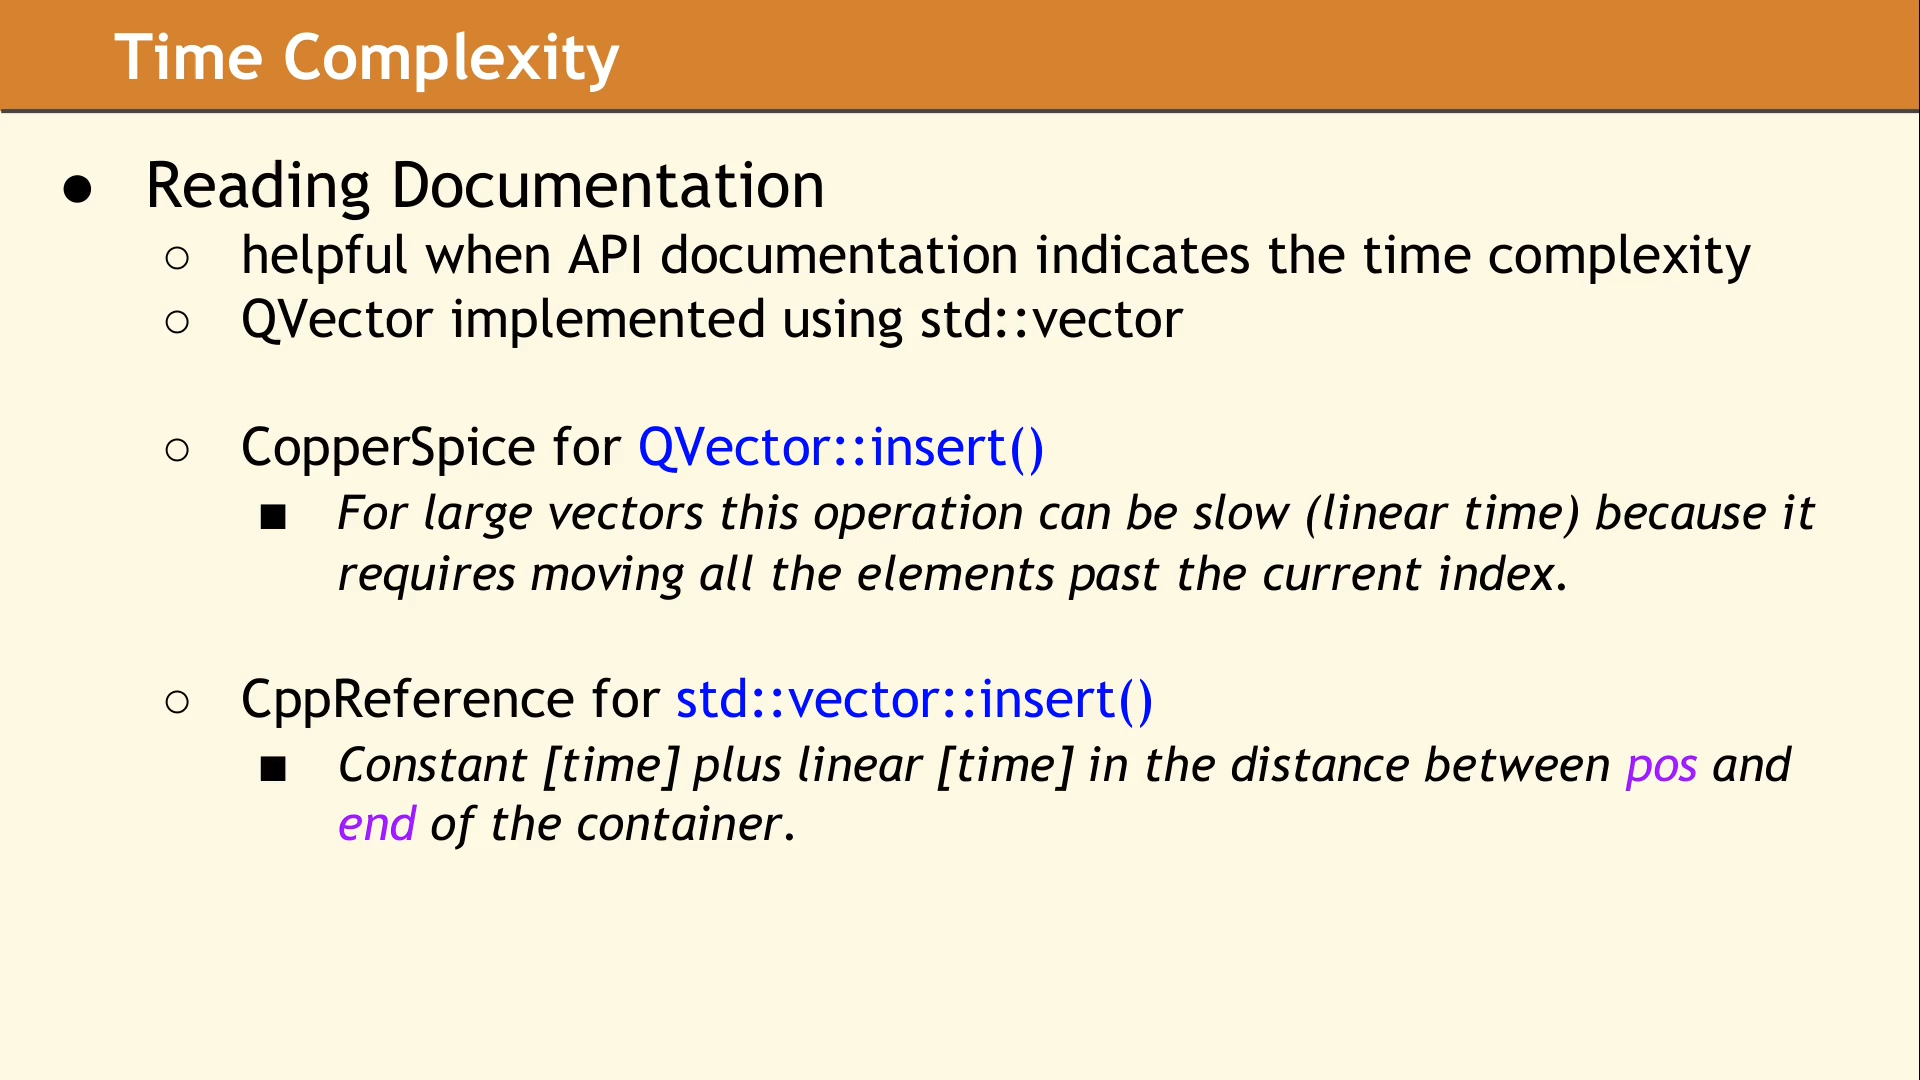 Time Complexity
● Reading Documentation
○ helpful when API documentation indicates the time complexity
○ QVector implemented using std::vector
○ CopperSpice for QVector::insert()
■ For large vectors this operation can be slow (linear time) because it
requires moving all the elements past the current index.
○ CppReference for std::vector::insert()
■ Constant [time] plus linear [time] in the distance between pos and
end of the container.